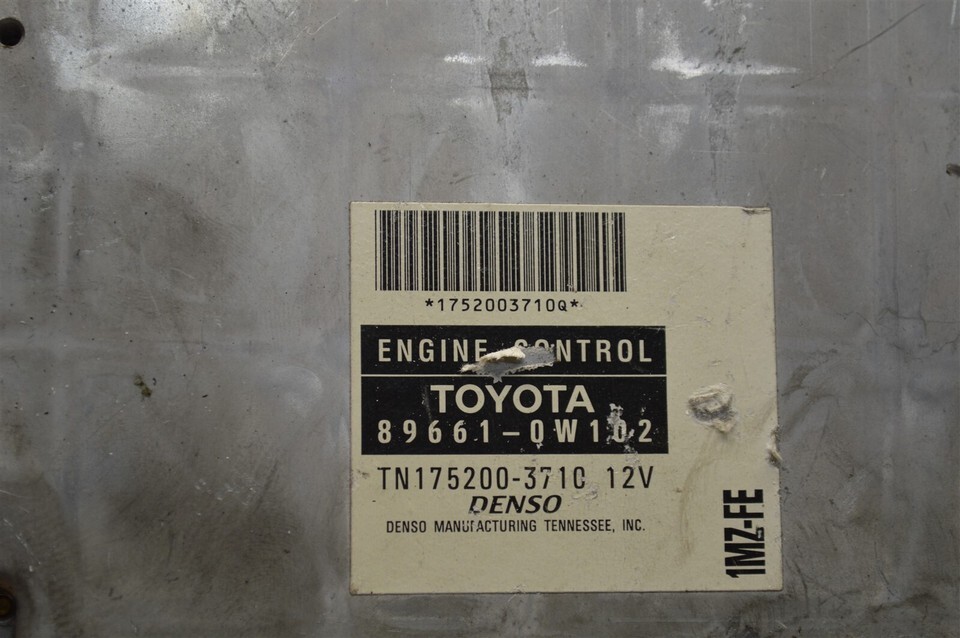 *1752003710Q*
ENGINE CONTROL
TOYOTA
89661-0W102
TN175200-3710 12V
DENSO
DENSO MANUFACTURING TENNESSEE, INC.
1MZ-FE